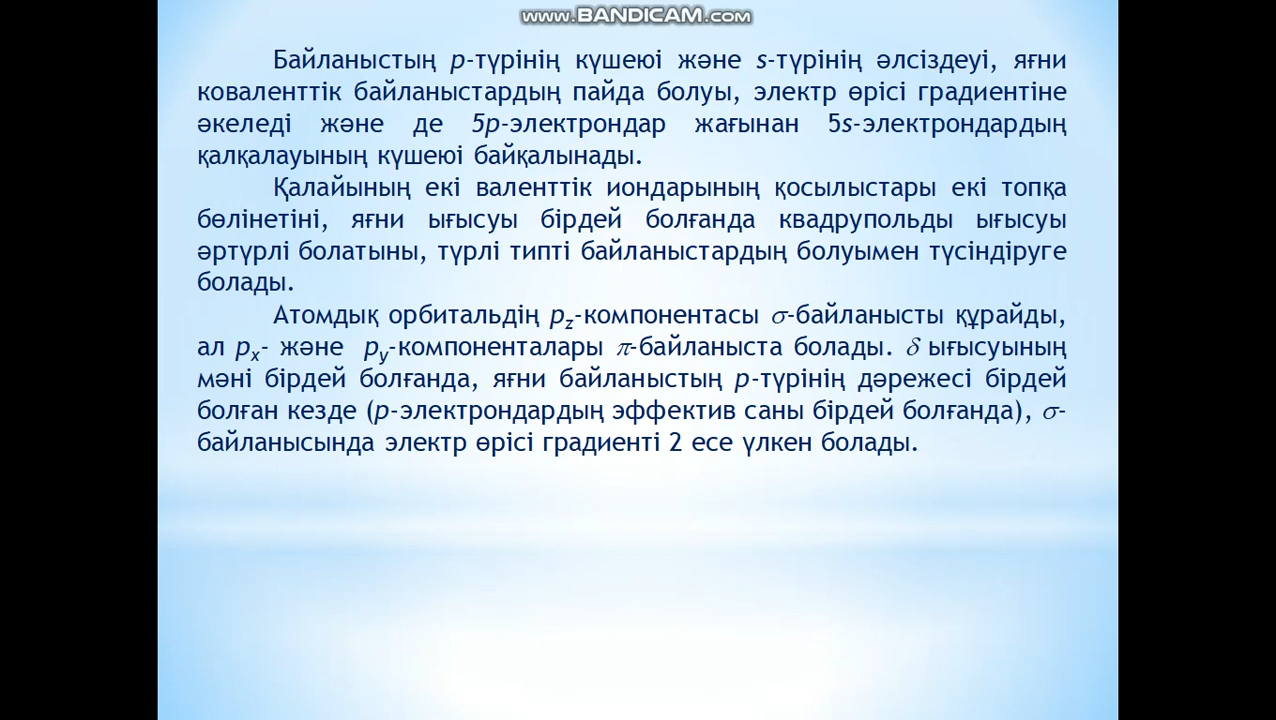 www.BANDICAM.com
Байланыстың p-түрінің күшеюі және s-түрінің әлсіздеуі, яғни
коваленттік байланыстардың пайда болуы, электр өрісі градиентіне
әкеледі және де 5p-электрондар жағынан 5s-электрондардың
қалқалауының күшеюі байқалынады.
Қалайының екі валенттік иондарының қосылыстары екі топқа
бөлінетіні, яғни ығысуы бірдей болғанда квадрупольды ығысуы
әртүрлі болатыны, түрлі типті байланыстардың болуымен түсіндіруге
болады.
Атомдық орбитальдің pz-компонентасы σ-байланысты құрайды,
ал px- және py-компоненталары π-байланыста болады. δ ығысуының
мәні бірдей болғанда, яғни байланыстың p-түрінің дәрежесі бірдей
болған кезде (p-электрондардың эффектив саны бірдей болғанда), σ-
байланысында электр өрісі градиенті 2 есе үлкен болады.